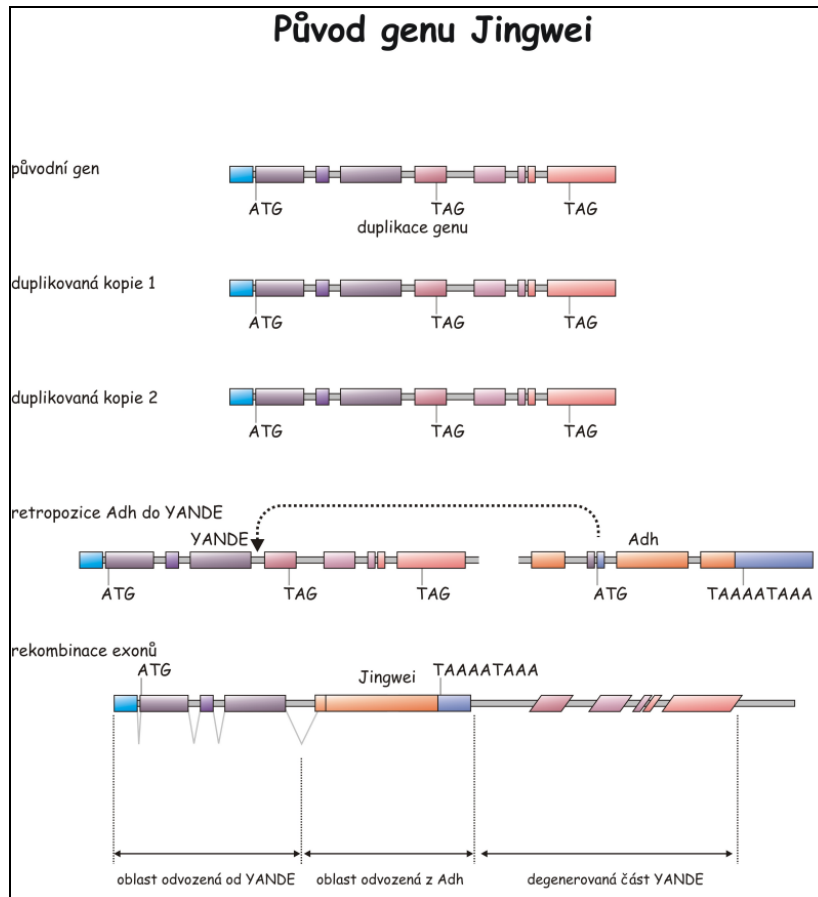 Původ genu Jingwei
původní gen
ATG TAG TAG
duplikace genu
duplikovaná kopie 1
ATG TAG TAG
duplikovaná kopie 2
ATG TAG TAG
retropozice Adh do YANDE
YANDE Adh
ATG TAG TAG ATG TAAAATAAA
rekombinace exonů
ATG Jingwei TAAAATAAA
oblast odvozená od YANDE oblast odvozená z Adh degenerovaná část YANDE